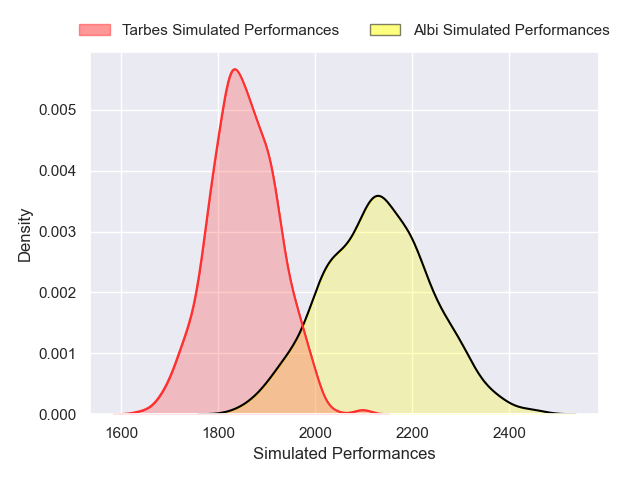 Tarbes Simulated Performances
Albi Simulated Performances
0.005
0.004
0.003
0.002
0.001
0.000
Density
1600 1800 2000 2200 2400
Simulated Performances